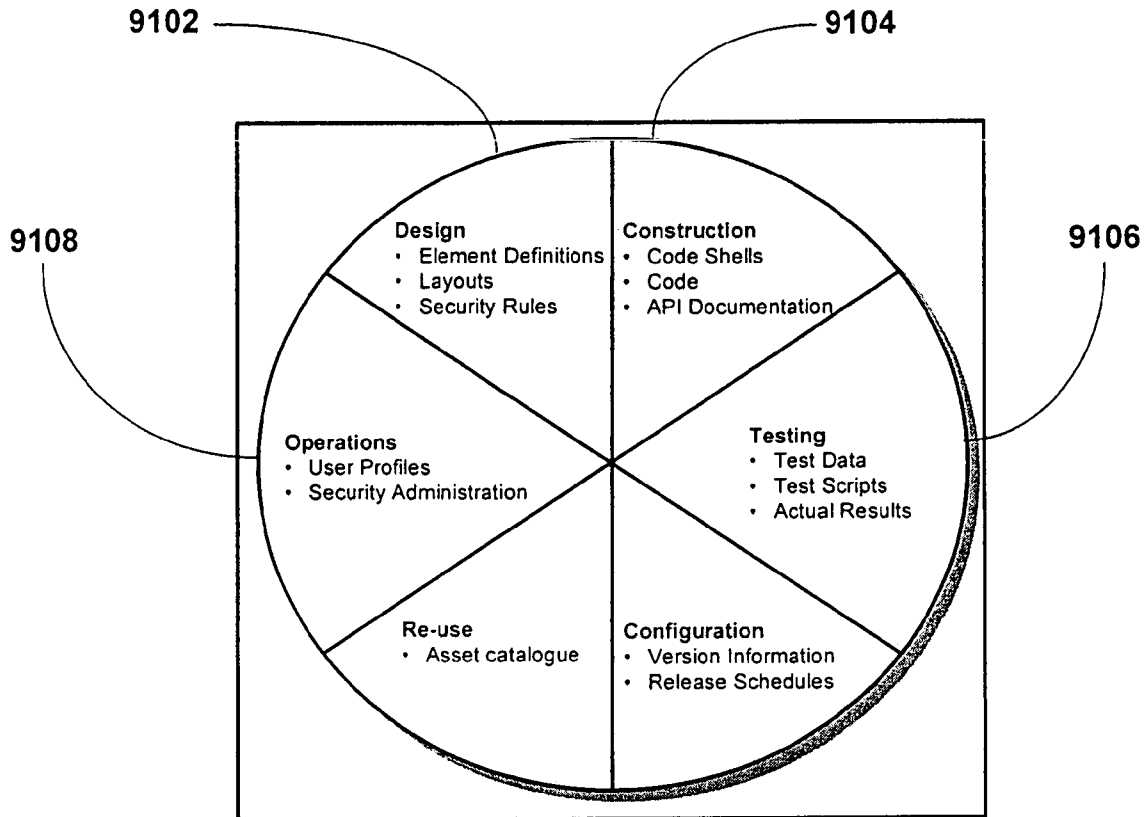 9102
9104
9108
9106
Design
• Element Definitions
• Layouts
• Security Rules
Construction
• Code Shells
• Code
• API Documentation
Operations
• User Profiles
• Security Administration
Testing
• Test Data
• Test Scripts
• Actual Results
Re-use
• Asset catalogue
Configuration
• Version Information
• Release Schedules